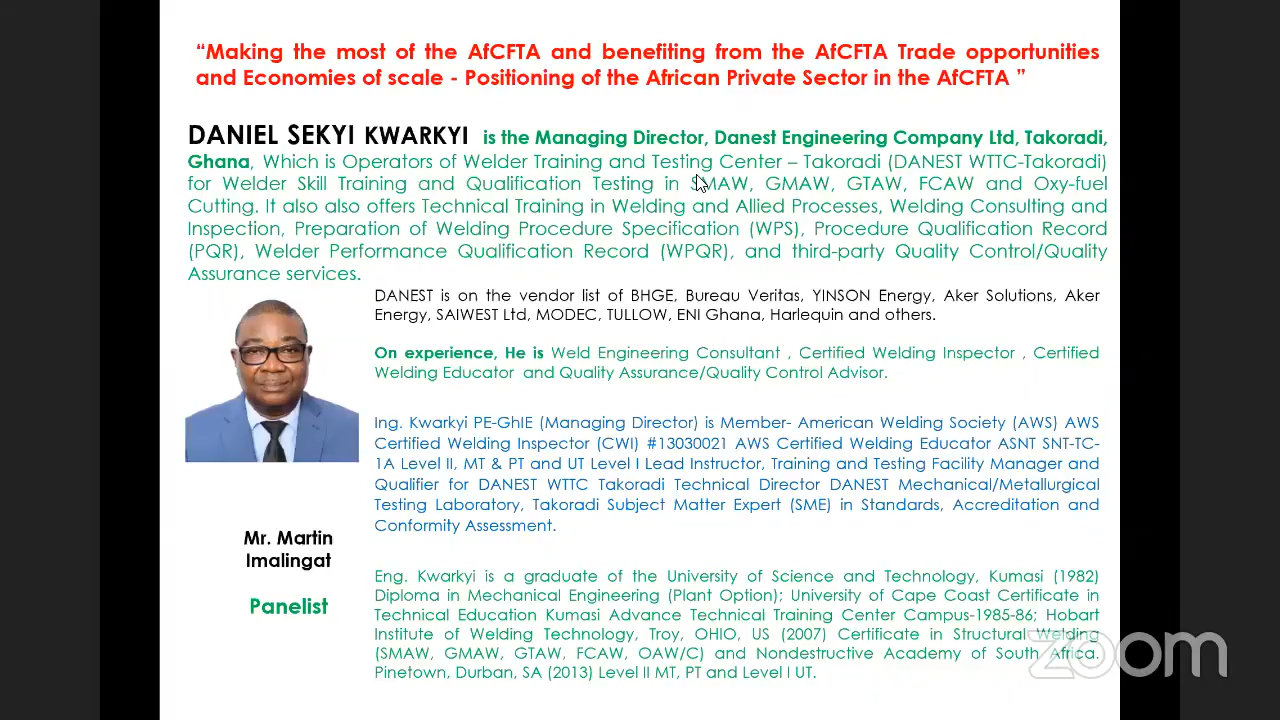 “Making the most of the AfCFTA and benefiting from the AfCFTA Trade opportunities
and Economies of scale - Positioning of the African Private Sector in the AfCFTA ”
DANIEL SEKYI KWARKYI is the Managing Director, Danest Engineering Company Ltd, Takoradi,
Ghana, Which is Operators of Welder Training and Testing Center – Takoradi (DANEST WTTC-Takoradi)
for Welder Skill Training and Qualification Testing in SMAW, GMAW, GTAW, FCAW and Oxy-fuel
Cutting. It also also offers Technical Training in Welding and Allied Processes, Welding Consulting and
Inspection, Preparation of Welding Procedure Specification (WPS), Procedure Qualification Record
(PQR), Welder Performance Qualification Record (WPQR), and third-party Quality Control/Quality
Assurance services.
DANEST is on the vendor list of BHGE, Bureau Veritas, YINSON Energy, Aker Solutions, Aker
Energy, SAIWEST Ltd, MODEC, TULLOW, ENI Ghana, Harlequin and others.
On experience, He is Weld Engineering Consultant , Certified Welding Inspector , Certified
Welding Educator and Quality Assurance/Quality Control Advisor.
Ing. Kwarkyi PE-GhIE (Managing Director) is Member- American Welding Society (AWS) AWS
Certified Welding Inspector (CWI) #13030021 AWS Certified Welding Educator ASNT SNT-TC-
1A Level II, MT & PT and UT Level I Lead Instructor, Training and Testing Facility Manager and
Qualifier for DANEST WTTC Takoradi Technical Director DANEST Mechanical/Metallurgical
Testing Laboratory, Takoradi Subject Matter Expert (SME) in Standards, Accreditation and
Conformity Assessment.
Mr. Martin
Imalingat
Panelist
Eng. Kwarkyi is a graduate of the University of Science and Technology, Kumasi (1982)
Diploma in Mechanical Engineering (Plant Option); University of Cape Coast Certificate in
Technical Education Kumasi Advance Technical Training Center Campus-1985-86; Hobart
Institute of Welding Technology, Troy, OHIO, US (2007) Certificate in Structural Welding
(SMAW, GMAW, GTAW, FCAW, OAW/C) and Nondestructive Academy of South Africa.
Pinetown, Durban, SA (2013) Level II MT, PT and Level I UT.
zoom